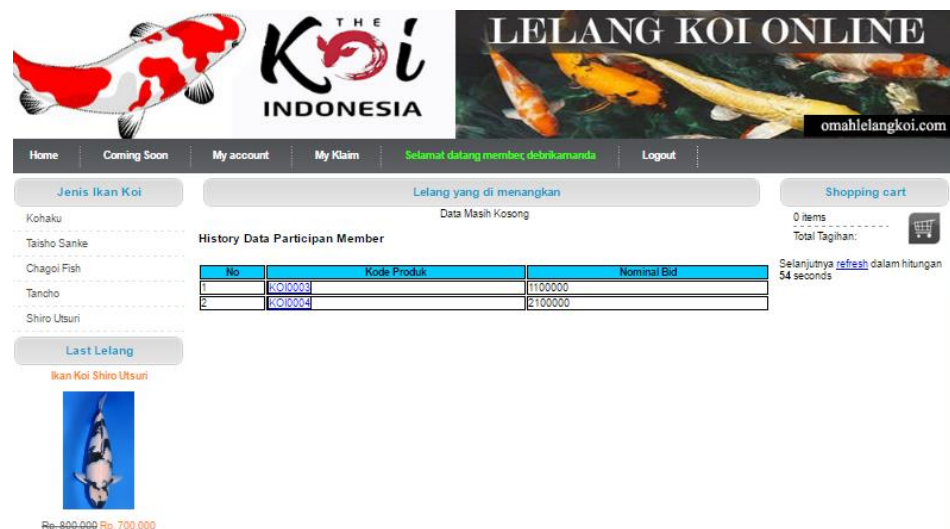 THE
Koi
INDONESIA
LELANG KOI ONLINE
omahlelangkoi.com
Home Coming Soon My account My Klaim Selamat datang member, debrikamanda Logout
Jenis Ikan Koi
Kohaku
Taisho Sanke
Chagoi Fish
Tancho
Shiro Utsuri
Last Lelang
Ikan Koi Shiro Utsuri
Rp. 800.000 Rp. 700.000
Lelang yang di menangkan
Data Masih Kosong
History Data Participan Member
No Kode Produk Nominal Bid
1 KOI0003 1100000
2 KOI0004 2100000
Shopping cart
0 items
Total Tagihan:
Selanjutnya refresh dalam hitungan
54 seconds